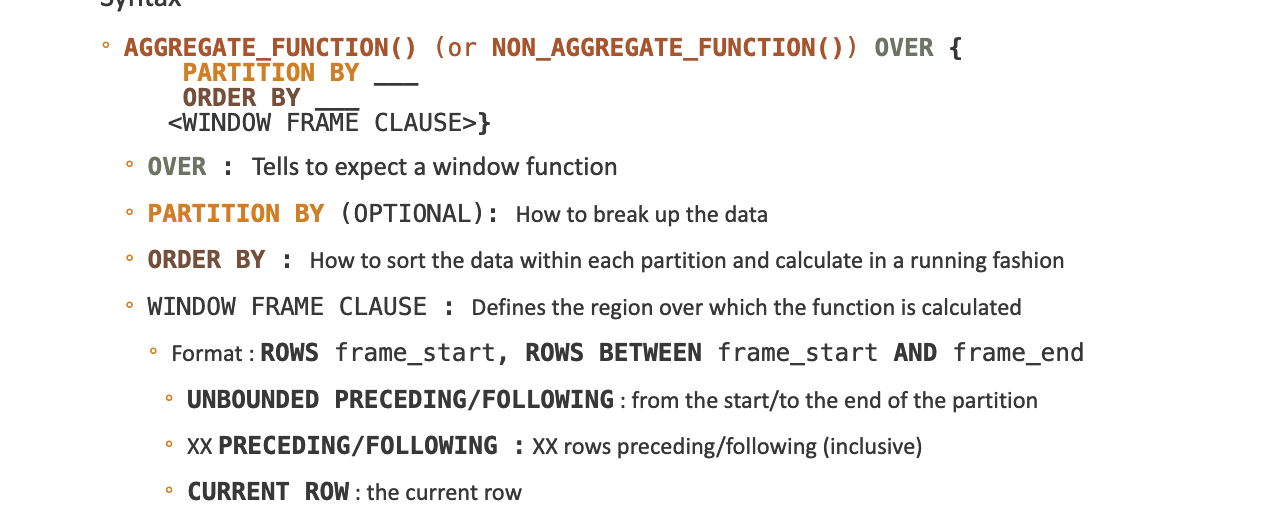 Syntax
AGGREGATE_FUNCTION() (or NON_AGGREGATE_FUNCTION()) OVER {
PARTITION BY ___
ORDER BY ___
<WINDOW FRAME CLAUSE>}
OVER : Tells to expect a window function
PARTITION BY (OPTIONAL): How to break up the data
ORDER BY : How to sort the data within each partition and calculate in a running fashion
WINDOW FRAME CLAUSE : Defines the region over which the function is calculated
Format : ROWS frame_start, ROWS BETWEEN frame_start AND frame_end
UNBOUNDED PRECEDING/FOLLOWING : from the start/to the end of the partition
XX PRECEDING/FOLLOWING : XX rows preceding/following (inclusive)
CURRENT ROW : the current row